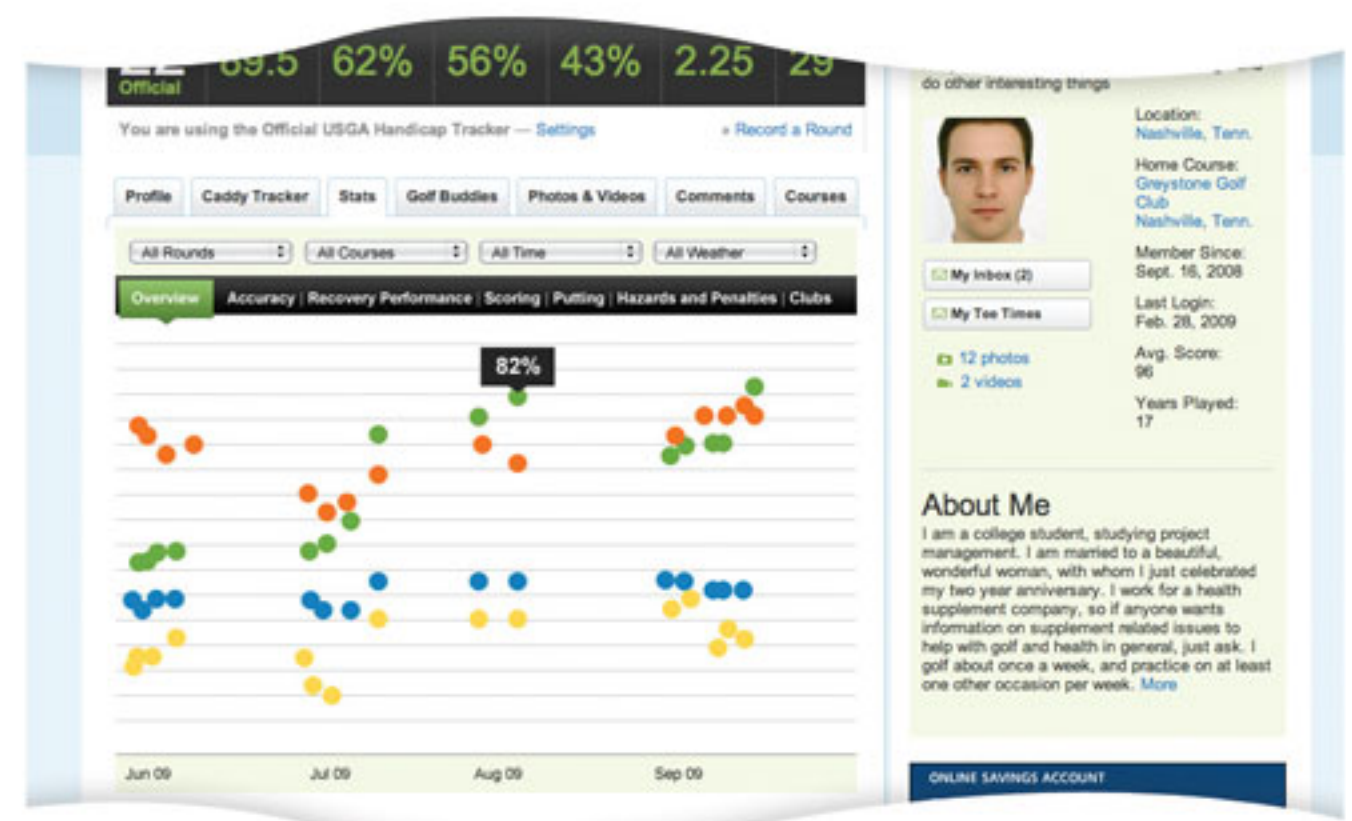 62% 56% 43% 2.25 29
Official
You are using the Official USGA Handicap Tracker — Settings
» Record a Round
Profile Caddy Tracker Stats Golf Buddies Photos & Videos Comments Courses
All Rounds All Courses All Time All Weather
Overview Accuracy | Recovery Performance | Scoring | Putting | Hazards and Penalties | Clubs
82%
Jun 09 Jul 09 Aug 09 Sep 09
do other interesting things
Location:
Nashville, Tenn.
Home Course:
Greystone Golf
Club
Nashville, Tenn.
Member Since:
Sept. 16, 2008
Last Login:
Feb. 28, 2009
Avg. Score:
96
Years Played:
17
My Inbox (2)
My Tee Times
12 photos
2 videos
About Me
I am a college student, studying project
management. I am married to a beautiful,
wonderful woman, with whom I just celebrated
my two year anniversary. I work for a health
supplement company, so if anyone wants
information on supplement related issues to
help with golf and health in general, just ask. I
golf about once a week, and practice on at least
one other occasion per week. More
ONLINE SAVINGS ACCOUNT